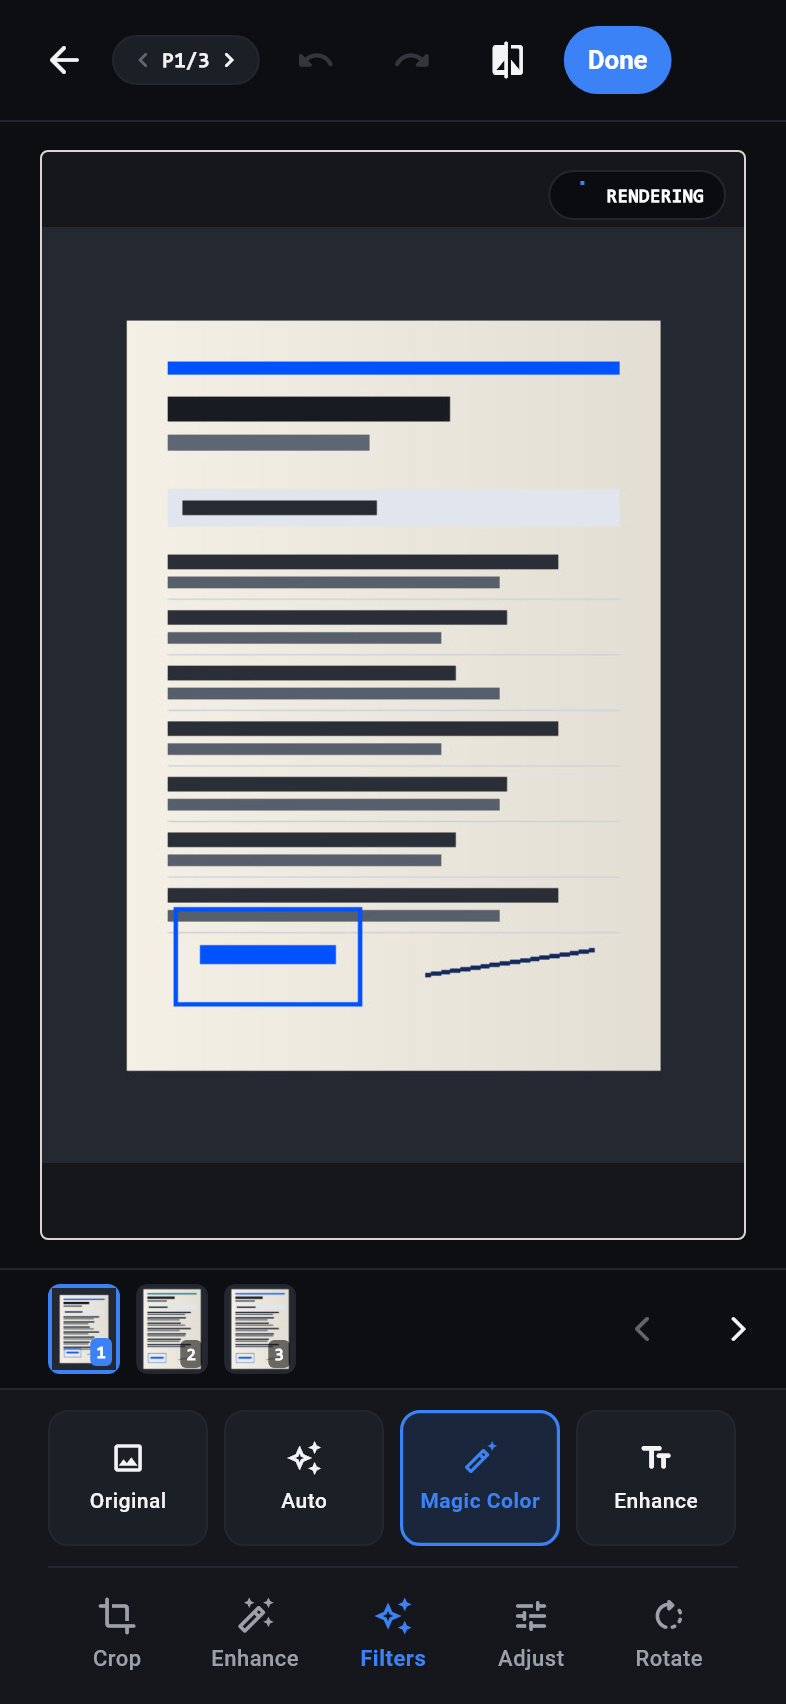 P1/3
Done
RENDERING
1
2
3
Original
Auto
Magic Color
Enhance
Crop
Enhance
Filters
Adjust
Rotate